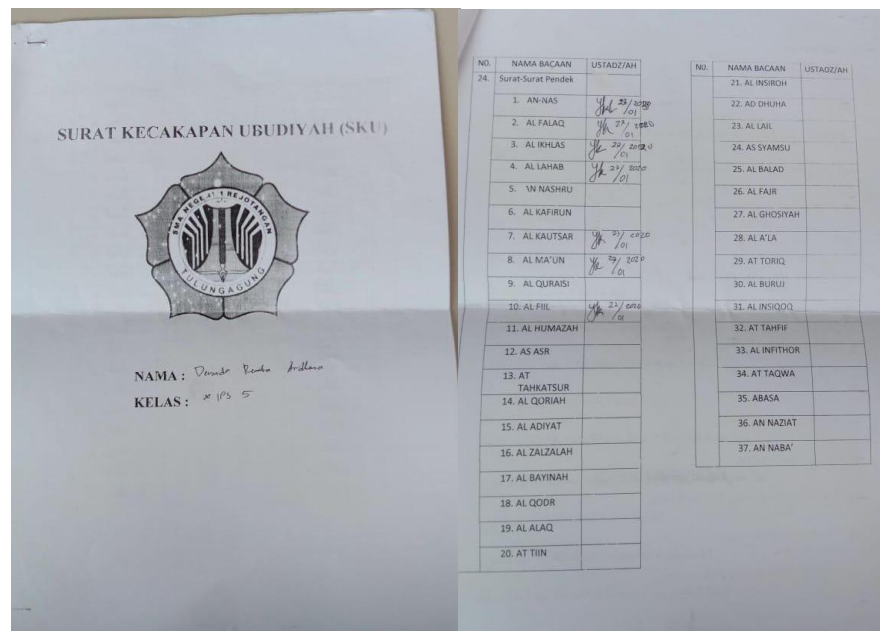 SURAT KECAKAPAN UBUDIYAH (SKU)
SMA NEGERI 1 REJOTANGAN
TULUNGAGUNG
NAMA :
KELAS : X IPS 5
NO. NAMA BACAAN USTADZ/AH
24. Surat-Surat Pendek
1. AN-NAS 22/01 2020
2. AL FALAQ 22/01 2020
3. AL IKHLAS 22/01 2020
4. AL LAHAB 22/01 2020
5. AN NASHRU
6. AL KAFIRUN
7. AL KAUTSAR 22/01 2020
8. AL MA'UN 22/01 2020
9. AL QURAISI
10. AL FIIL 22/01 2020
11. AL HUMAZAH
12. AS ASR
13. AT
TAHKATSUR
14. AL QORIAH
15. AL ADIYAT
16. AL ZALZALAH
17. AL BAYINAH
18. AL QODR
19. AL ALAQ
20. AT TIIN
NO. NAMA BACAAN USTADZ/AH
21. AL INSIROH
22. AD DHUHA
23. AL LAIL
24. AS SYAMSU
25. AL BALAD
26. AL FAJR
27. AL GHOSIYAH
28. AL A'LA
29. AT TORIQ
30. AL BURUJ
31. AL INSIQOQ
32. AT TAHFIF
33. AL INFITHOR
34. AT TAQWA
35. ABASA
36. AN NAZIAT
37. AN NABA'